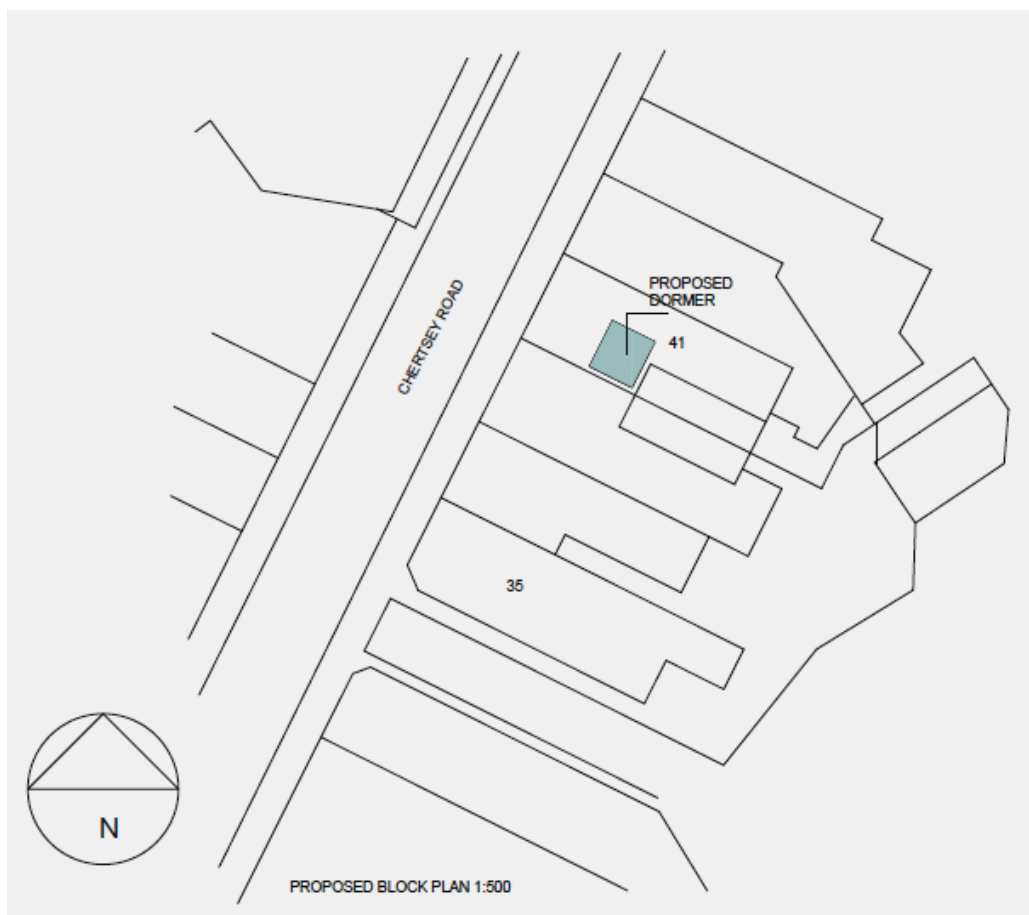 PROPOSED
DORMER
41
CHERTSEY ROAD
35
N
PROPOSED BLOCK PLAN 1:500